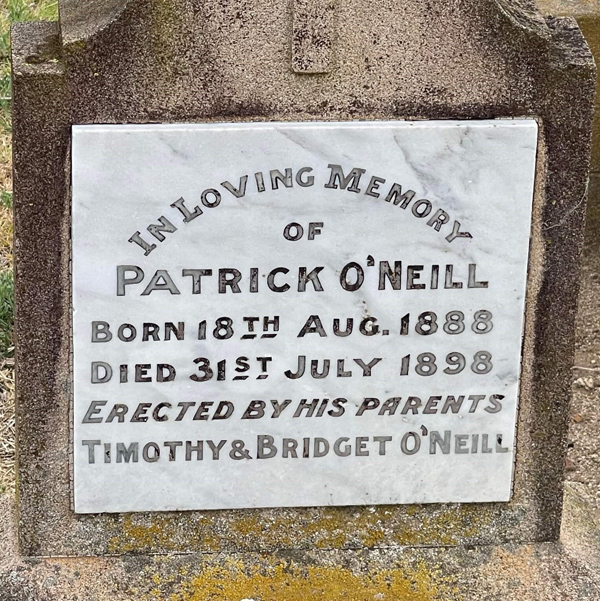 IN LOVING MEMORY
OF
PATRICK O'NEILL
BORN 18TH AUG. 1888
DIED 31ST JULY 1898
ERECTED BY HIS PARENTS
TIMOTHY & BRIDGET O'NEILL